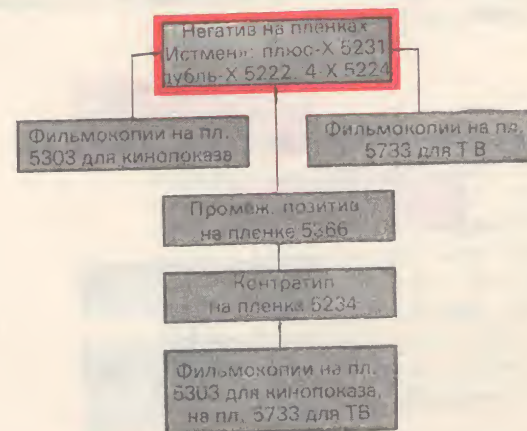 Негатив на пленках
Истмен»: плюс-X 5231
дубль-X 5222. 4-X 5224
Фильмокопии на пл.
5303 для кинопоказа
Фильмокопии на пл.
5733 для ТВ
Промеж. позитив
на пленке 5366
Контратип
на пленка 5234
Фильмокопии на пл.
5303 для кинопоказа,
на пл. 5733 для ТВ